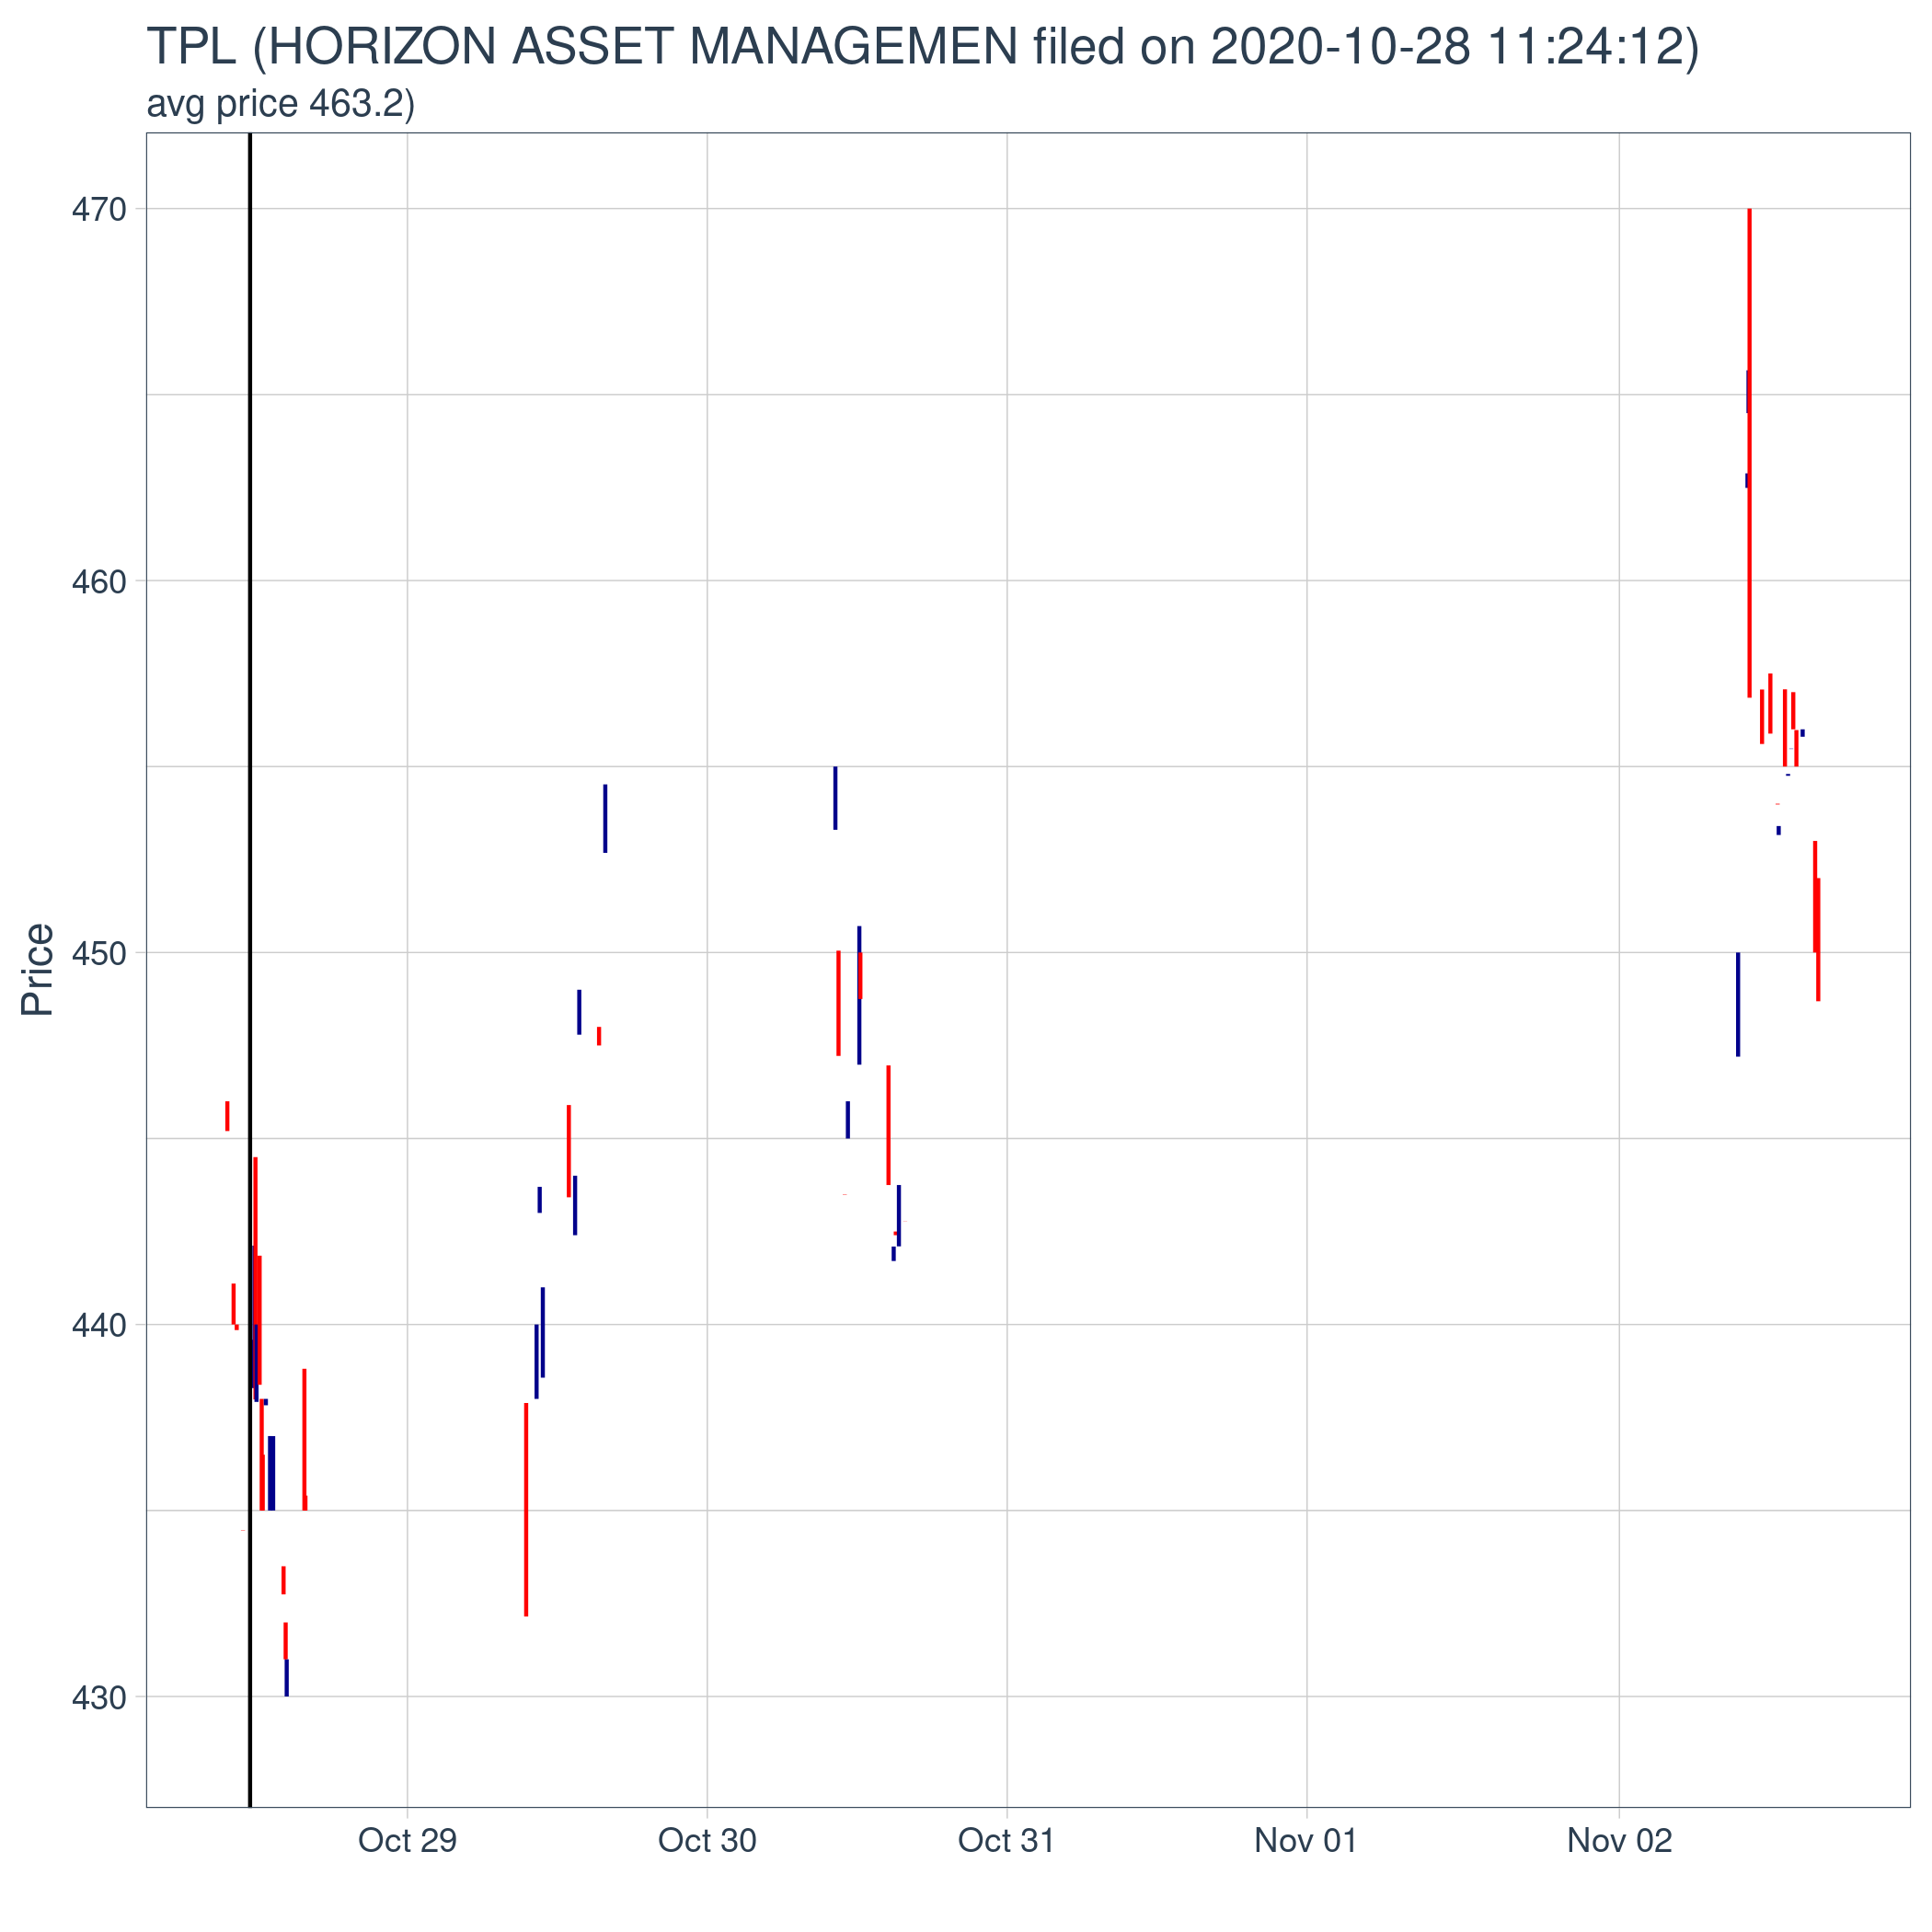 TPL (HORIZON ASSET MANAGEMEN filed on 2020-10-28 11:24:12)
avg price 463.2)
470
460
450
440
430
Price
Oct 29 Oct 30 Oct 31 Nov 01 Nov 02